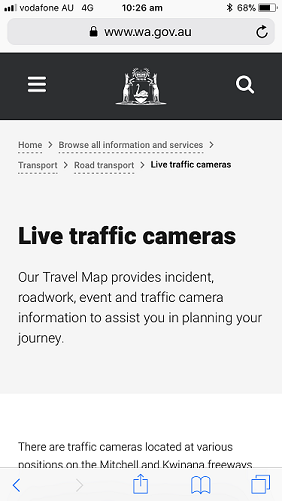 vodafone AU 4G 10:26 am 68%
www.wa.gov.au
Home > Browse all information and services >
Transport > Road transport > Live traffic cameras
Live traffic cameras
Our Travel Map provides incident,
roadwork, event and traffic camera
information to assist you in planning your
journey.
There are traffic cameras located at various
positions on the Mitchell and Kwinana freeways